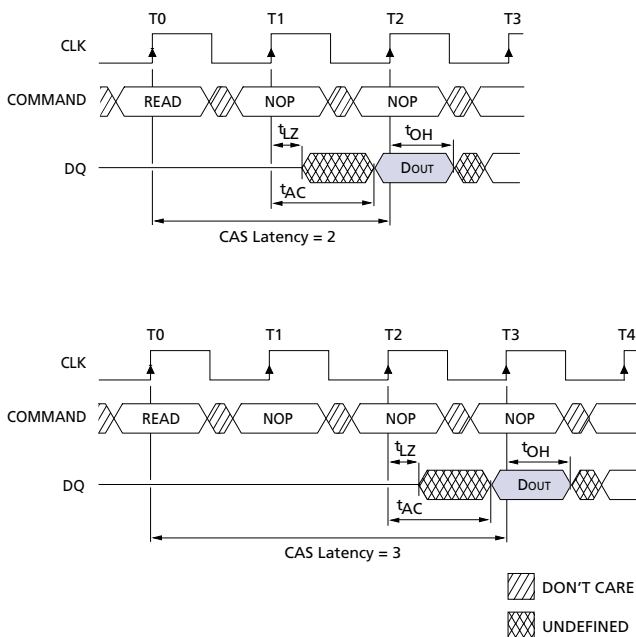 T0 T1 T2 T3
CLK
COMMAND READ NOP NOP
tLZ tOH
DQ DOUT
tAC
CAS Latency = 2
T0 T1 T2 T3 T4
CLK
COMMAND READ NOP NOP NOP
tLZ tOH
DQ DOUT
tAC
CAS Latency = 3
DON'T CARE
UNDEFINED